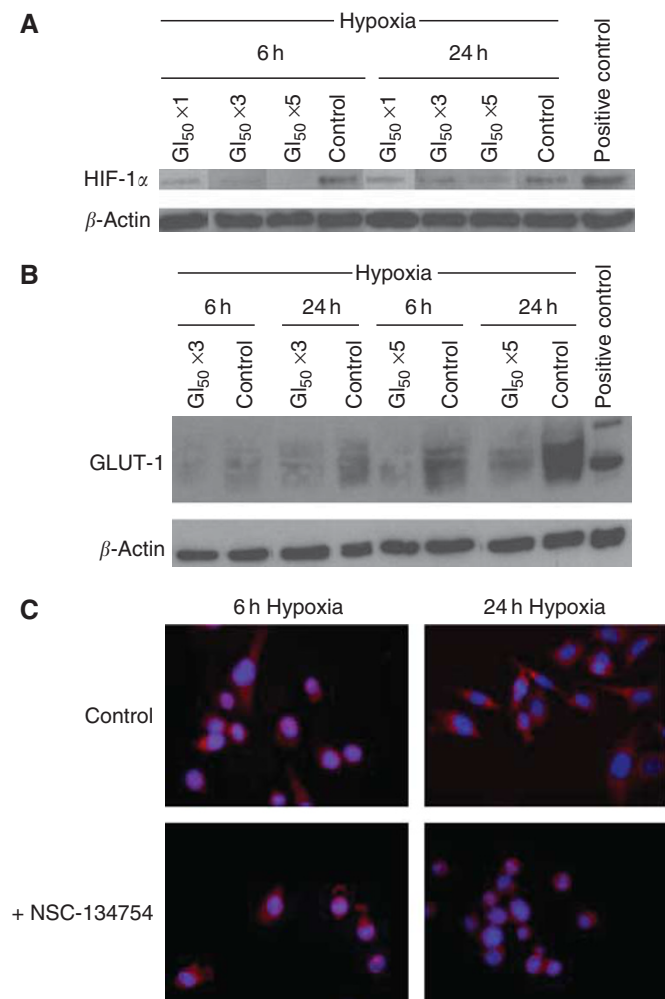 A
Hypoxia
6 h
24 h
GI50 ×1
GI50 ×3
GI50 ×5
Control
GI50 ×1
GI50 ×3
GI50 ×5
Control
Positive control
HIF-1α
β-Actin
B
Hypoxia
6 h
24 h
6 h
24 h
GI50 ×3
Control
GI50 ×3
Control
GI50 ×5
Control
GI50 ×5
Control
Positive control
GLUT-1
β-Actin
C
6 h Hypoxia
24 h Hypoxia
Control
+ NSC-134754